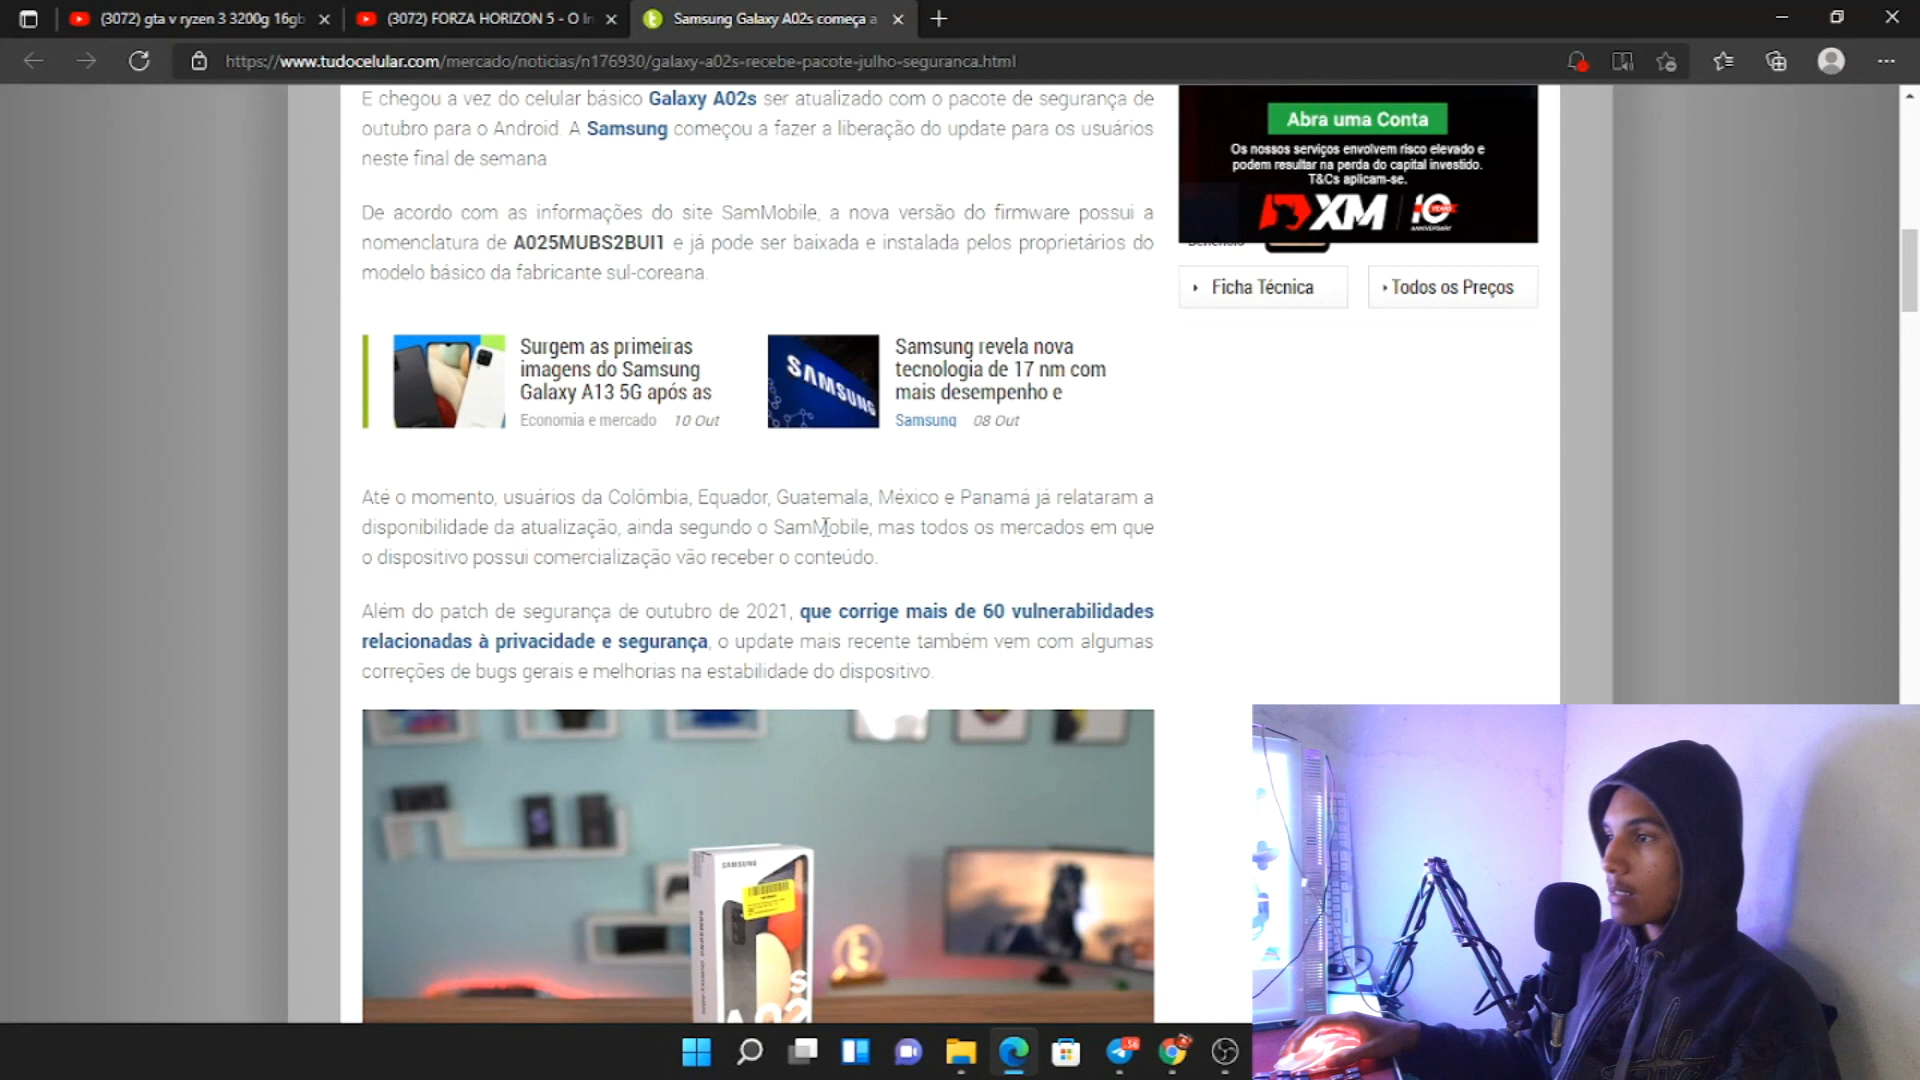 (3072) gta v ryzen 3 3200g 16gb
(3072) FORZA HORIZON 5 - O In
Samsung Galaxy A02s começa a
https://www.tudocelular.com/mercado/noticias/n176930/galaxy-a02s-recebe-pacote-julho-seguranca.html
E chegou a vez do celular básico Galaxy A02s ser atualizado com o pacote de segurança de
outubro para o Android. A Samsung começou a fazer a liberação do update para os usuários
neste final de semana.
De acordo com as informações do site SamMobile, a nova versão do firmware possui a
nomenclatura de A025MUBS2BUI1 e já pode ser baixada e instalada pelos proprietários do
modelo básico da fabricante sul-coreana.
Abra uma Conta
Os nossos serviços envolvem risco elevado e
podem resultar na perda do capital investido.
T&Cs aplicam-se.
XM 10
YEARS
ANNIVERSARY
Ficha Técnica
Todos os Preços
Surgem as primeiras
imagens do Samsung
Galaxy A13 5G após as
Economia e mercado 10 Out
SAMSUNG
Samsung revela nova
tecnologia de 17 nm com
mais desempenho e
Samsung 08 Out
Até o momento, usuários da Colômbia, Equador, Guatemala, México e Panamá já relataram a
disponibilidade da atualização, ainda segundo o SamMobile, mas todos os mercados em que
o dispositivo possui comercialização vão receber o conteúdo.
Além do patch de segurança de outubro de 2021, que corrige mais de 60 vulnerabilidades
relacionadas à privacidade e segurança, o update mais recente também vem com algumas
correções de bugs gerais e melhorias na estabilidade do dispositivo.
SAMSUNG
A02
S
56